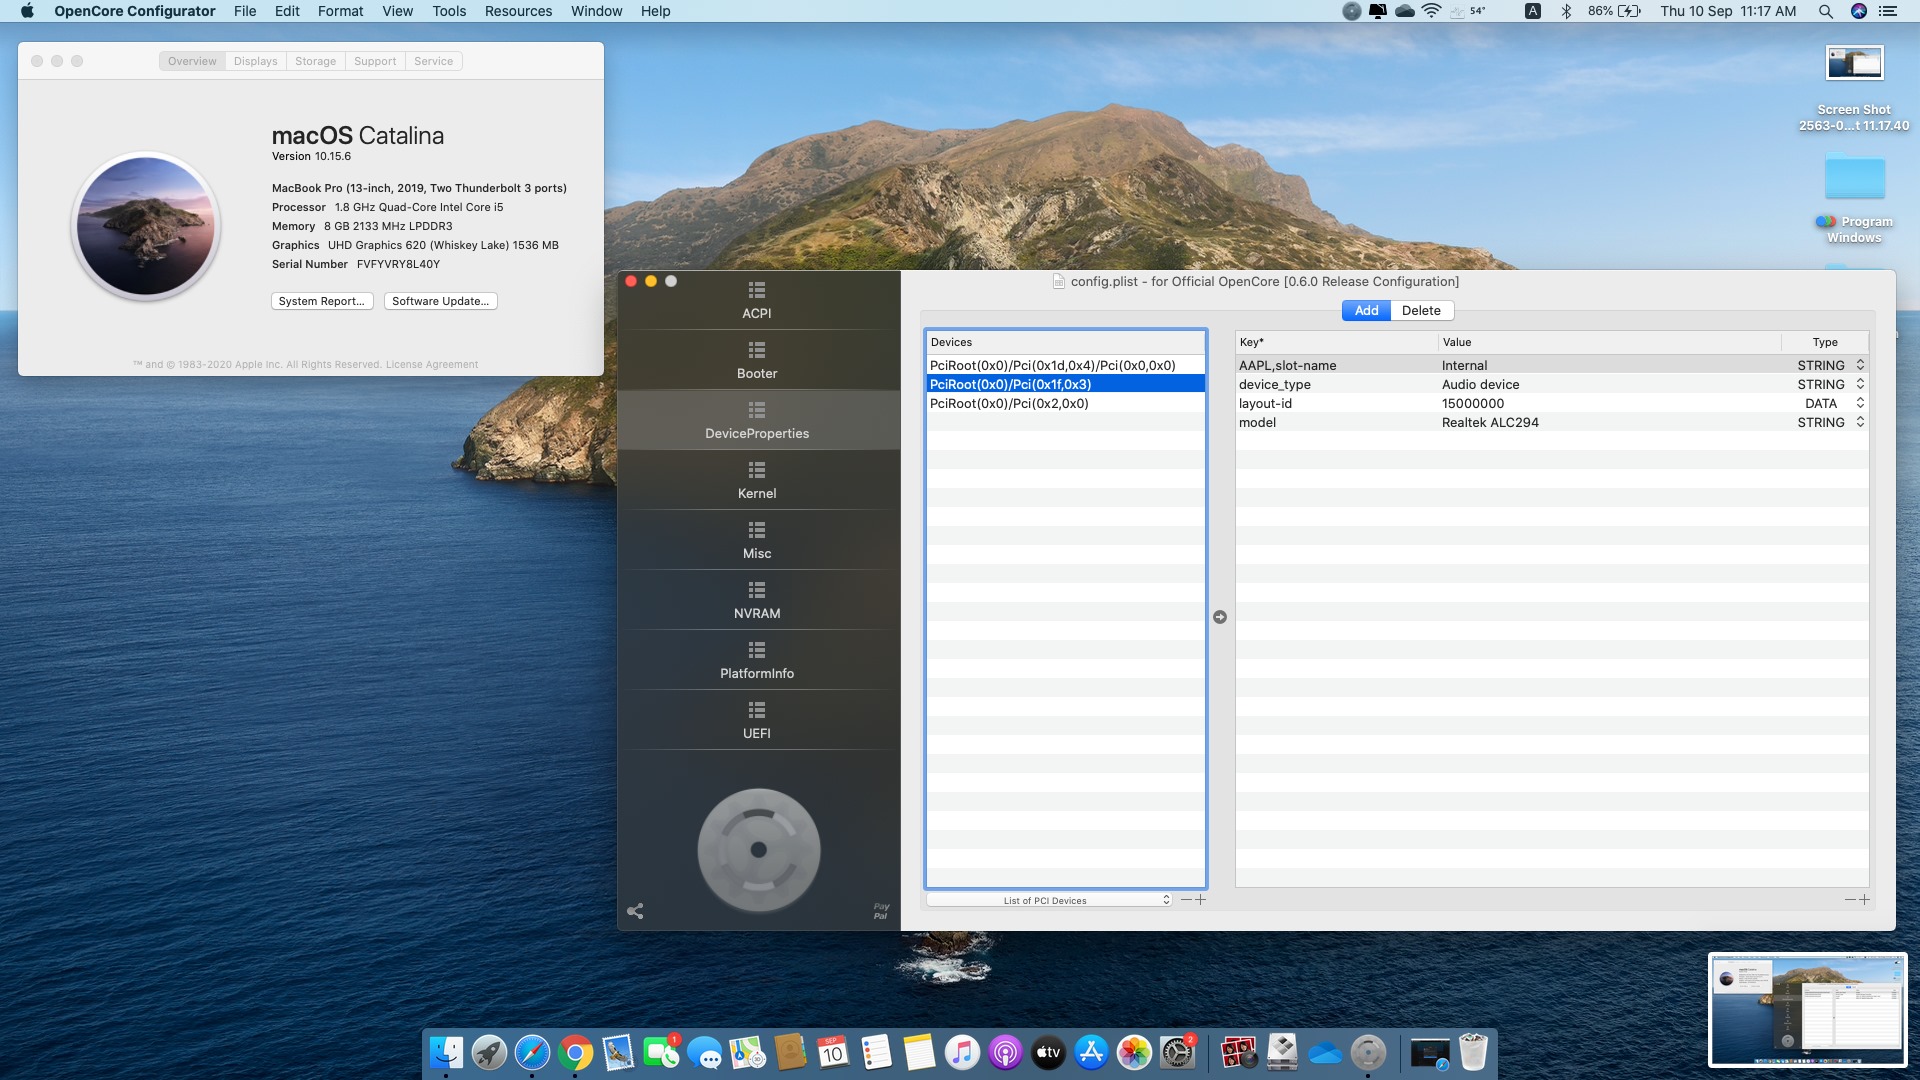 OpenCore Configurator File Edit Format View Tools Resources Window Help
54° A 86% Thu 10 Sep 11:17 AM
Overview Displays Storage Support Service
macOS Catalina
Version 10.15.6
MacBook Pro (13-inch, 2019, Two Thunderbolt 3 ports)
Processor 1.8 GHz Quad-Core Intel Core i5
Memory 8 GB 2133 MHz LPDDR3
Graphics UHD Graphics 620 (Whiskey Lake) 1536 MB
Serial Number FVFYVRY8L40Y
System Report... Software Update...
™ and © 1983-2020 Apple Inc. All Rights Reserved. License Agreement
Screen Shot
2563-0...t 11.17.40
Program
Windows
config.plist - for Official OpenCore [0.6.0 Release Configuration]
ACPI
Booter
DeviceProperties
Kernel
Misc
NVRAM
PlatformInfo
UEFI
Pay
Pal
Add Delete
Devices
PciRoot(0x0)/Pci(0x1d,0x4)/Pci(0x0,0x0)
PciRoot(0x0)/Pci(0x1f,0x3)
PciRoot(0x0)/Pci(0x2,0x0)
List of PCI Devices
Key* Value Type
AAPL,slot-name Internal STRING
device_type Audio device STRING
layout-id 15000000 DATA
model Realtek ALC294 STRING
1
SEP
10
tv
2